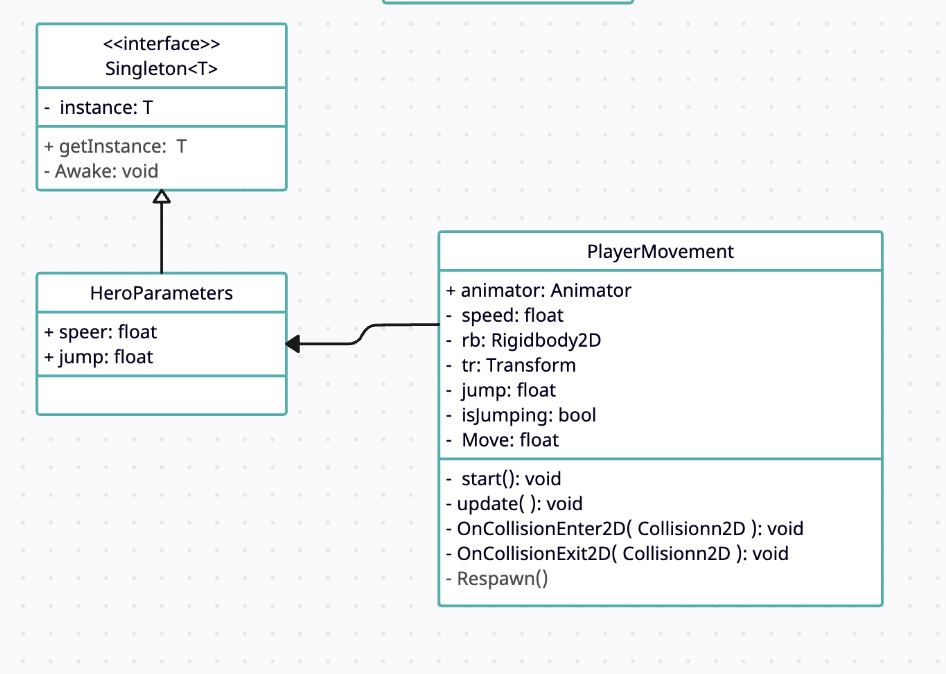 <<interface>>
Singleton<T>
-  instance: T
+ getInstance:  T
- Awake: void
HeroParameters
+ speer: float
+ jump: float
PlayerMovement
+ animator: Animator
-  speed: float
-  rb: Rigidbody2D
-  tr: Transform
-  jump: float
-  isJumping: bool
-  Move: float
-  start(): void
- update( ): void
- OnCollisionEnter2D( Collisionn2D ): void
- OnCollisionExit2D( Collisionn2D ): void
- Respawn()